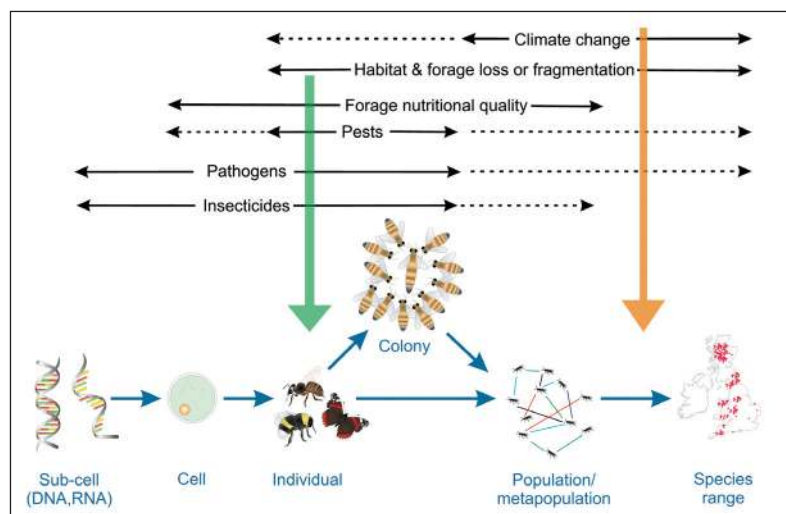 Climate change
Habitat & forage loss or fragmentation
Forage nutritional quality
Pests
Pathogens
Insecticides
Colony
Sub-cell
(DNA,RNA)
Cell
Individual
Population/
metapopulation
Species
range